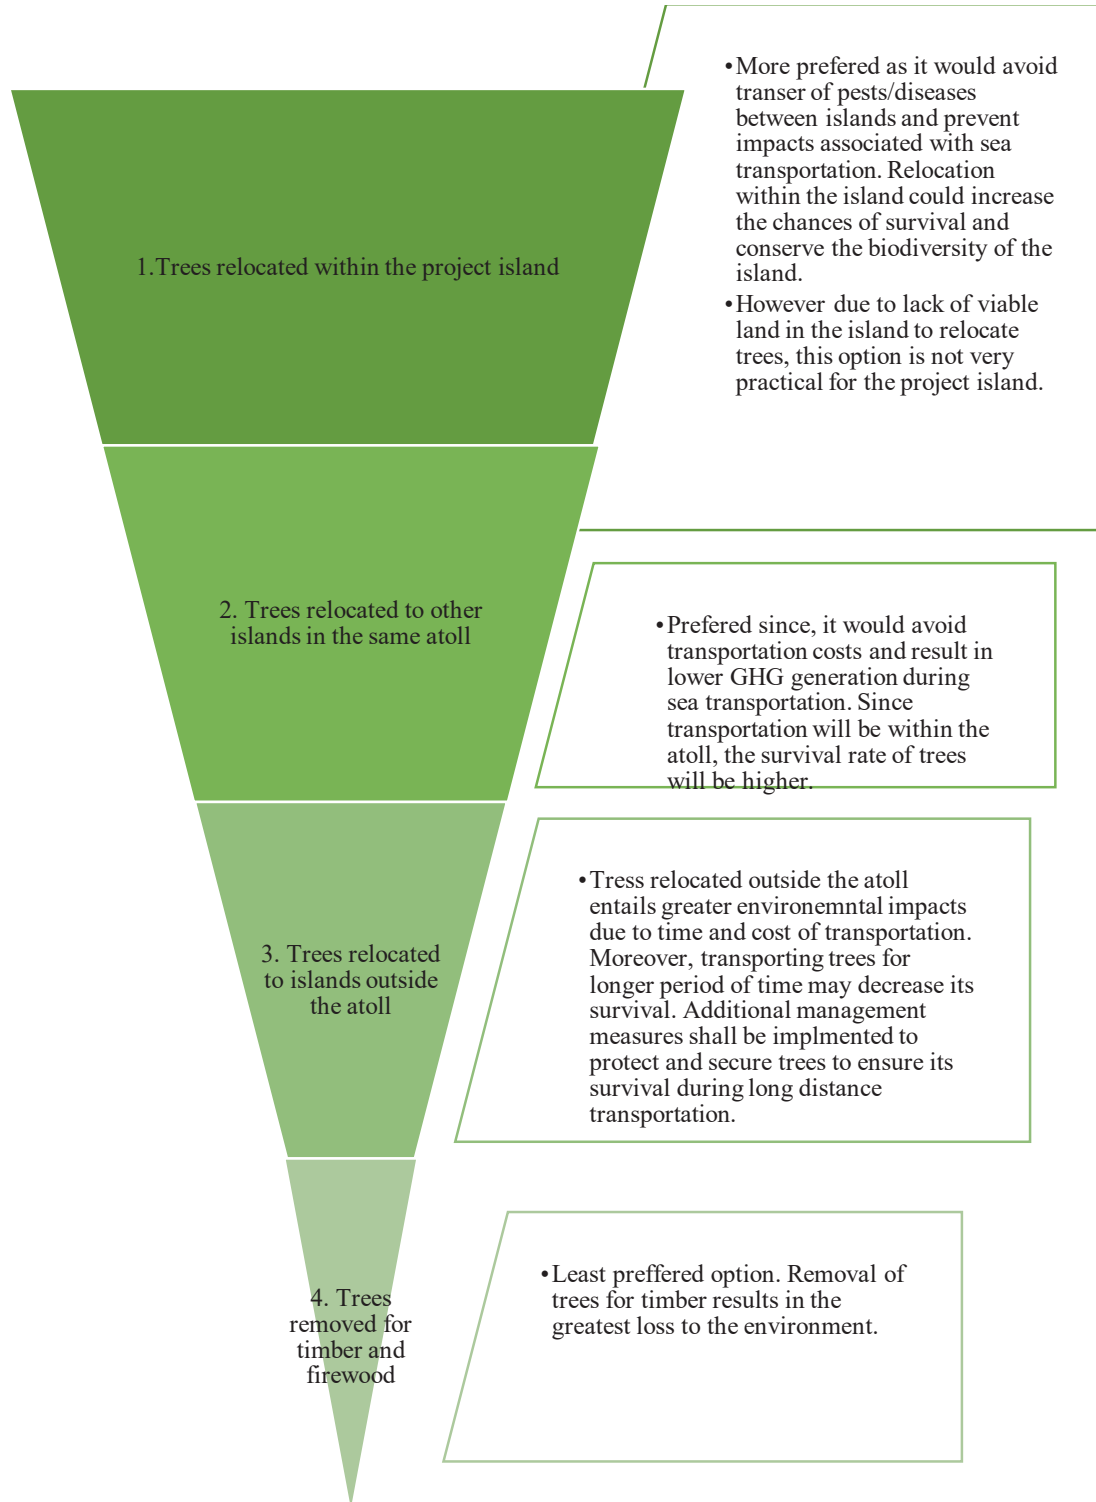 •More prefered as it would avoid
transer of pests/diseases
between islands and prevent
impacts associated with sea
transportation. Relocation
within the island could increase
the chances of survival and
conserve the biodiversity of the
island.
•However due to lack of viable
land in the island to relocate
trees, this option is not very
practical for the project island.
1.Trees relocated within the project island
2. Trees relocated to other
islands in the same atoll
•Prefered since, it would avoid
transportation costs and result in
lower GHG generation during
sea transportation. Since
transportation will be within the
atoll, the survival rate of trees
will be higher.
3. Trees relocated
to islands outside
the atoll
•Tress relocated outside the atoll
entails greater environemntal impacts
due to time and cost of transportation.
Moreover, transporting trees for
longer period of time may decrease its
survival. Additional management
measures shall be implmented to
protect and secure trees to ensure its
survival during long distance
transportation.
4. Trees
removed for
timber and
firewood
•Least preffered option. Removal of
trees for timber results in the
greatest loss to the environment.